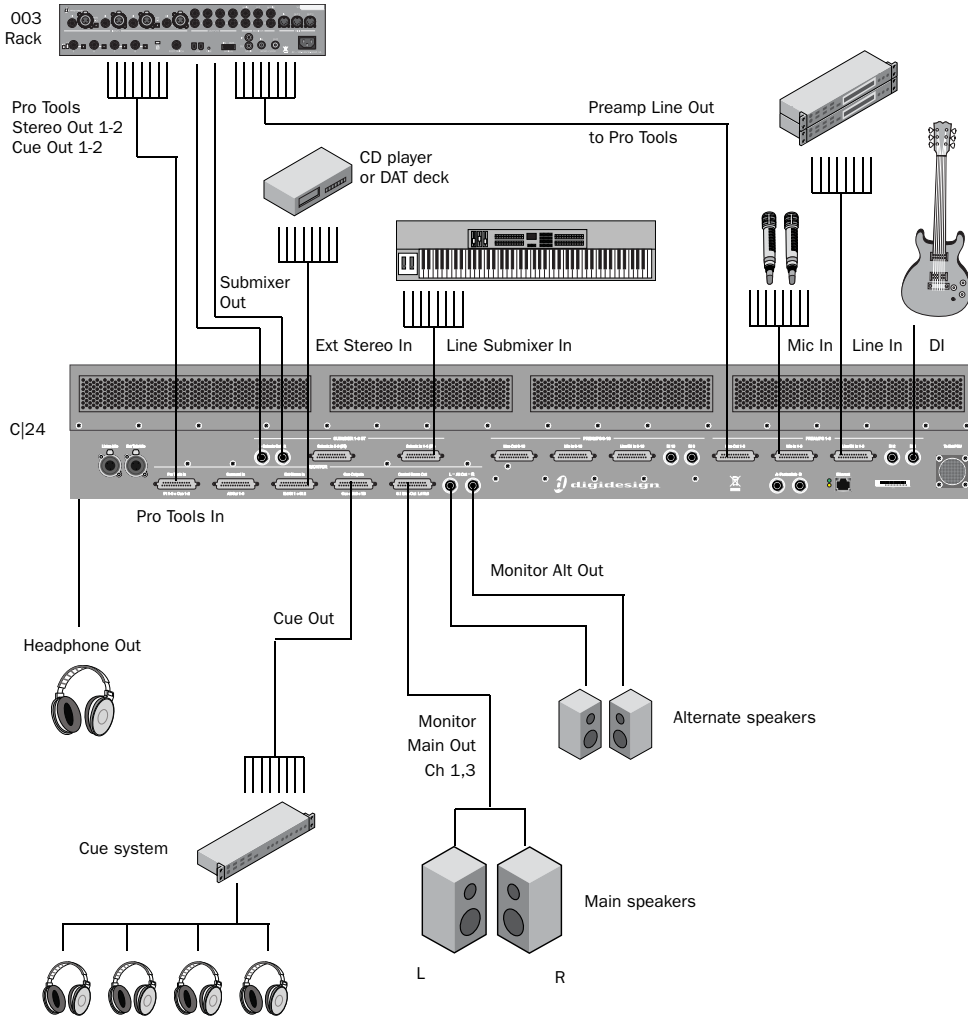 003
Rack
Pro Tools
Stereo Out 1-2
Cue Out 1-2
CD player
or DAT deck
Preamp Line Out
to Pro Tools
Submixer
Out
Ext Stereo In
Line Submixer In
Mic In
Line In
DI
C|24
digidesign
Pro Tools In
Monitor Alt Out
Cue Out
Headphone Out
Alternate speakers
Monitor
Main Out
Ch 1,3
Cue system
Main speakers
L
R